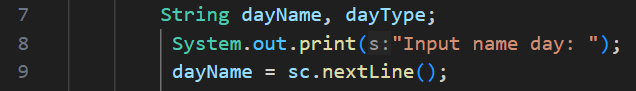 7 String dayName, dayType;
8 System.out.print(s:"Input name day: ");
9 dayName = sc.nextLine();